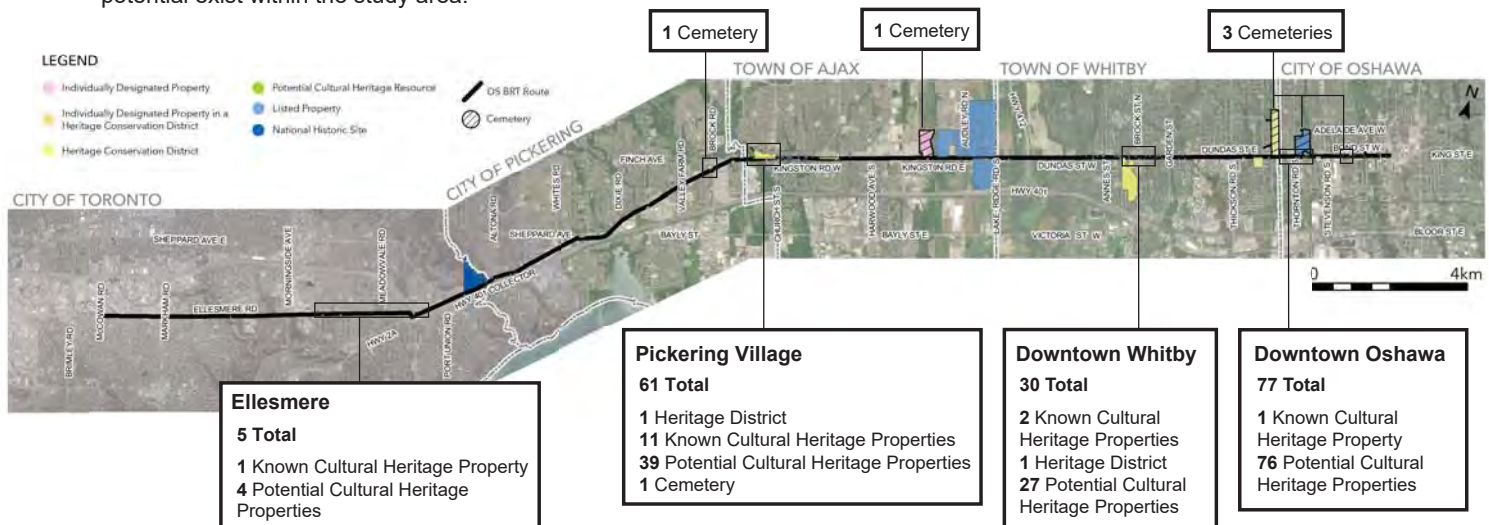 potential exist within the study area.
1 Cemetery
1 Cemetery
3 Cemeteries
LEGEND
Individually Designated Property
Individually Designated Property in a
Heritage Conservation District
Heritage Conservation District
Potential Cultural Heritage Resource
Listed Property
National Historic Site
DS BRT Route
Cemetery
CITY OF TORONTO
CITY OF PICKERING
TOWN OF AJAX
TOWN OF WHITBY
CITY OF OSHAWA
N
BRIMLEY RD
McCOWAN RD
MARKHAM RD
SHEPPARD AVE E
ELLESMERE RD
MORNINGSIDE AVE
MEADOWVALE RD
HWY 2A
PORT UNION RD
HWY 401 COLLECTOR
ALTONA RD
SHEPPARD AVE
WHITES RD
FINCH AVE
DIXIE RD
VALLEY FARM RD
BAYLY ST
BROCK RD
CHURCH ST S
KINGSTON RD W
HARWOOD AVE S
BAYLY ST E
KINGSTON RD E
AUDLEY RD N
LAKE RIDGE RD S
HWY 401
VICTORIA ST W
DUNDAS ST W
ANNES ST
BROCK ST N
GARDEN ST
DUNDAS ST E
THICKSON RD S
THORNTON RD S
STEVENSON RD S
ADELAIDE AVE W
BOND ST W
KING ST E
BLOOR ST E
0 4km
Ellesmere
5 Total
1 Known Cultural Heritage Property
4 Potential Cultural Heritage
Properties
Pickering Village
61 Total
1 Heritage District
11 Known Cultural Heritage Properties
39 Potential Cultural Heritage Properties
1 Cemetery
Downtown Whitby
30 Total
2 Known Cultural
Heritage Properties
1 Heritage District
27 Potential Cultural
Heritage Properties
Downtown Oshawa
77 Total
1 Known Cultural
Heritage Property
76 Potential Cultural
Heritage Properties